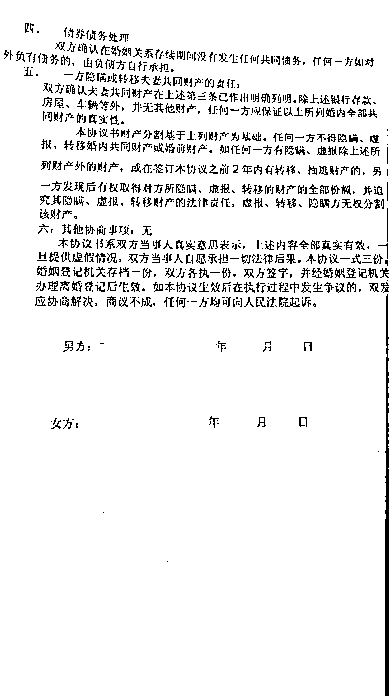 四、 债券债务处理
双方确认在婚姻关系存续期间没有发生任何共同债务，任何一方如对
外负有债务的，由负债方自行承担。
五、 一方隐瞒或转移夫妻共同财产的责任：
双方确认夫妻共同财产在上述第三条已作出明确列明。除上述银行存款、
房屋、车辆等外，并无其他财产，任何一方应保证以上所列婚内全部共
同财产的真实性。
本协议书财产分割基于上列财产为基础。任何一方不得隐瞒、虚
报、转移婚内共同财产或婚前财产。如任何一方有隐瞒、虚报除上述所
列财产外的财产，或在签订本协议之前2年内有转移、抽逃财产的，另
一方发现后有权取得对方所隐瞒、虚报、转移的财产的全部份额，并追
究其隐瞒、虚报、转移财产的法律责任，虚报、转移、隐瞒方无权分割
该财产。
六、其他协商事项：无
本协议书系双方当事人真实意思表示，上述内容全部真实有效，一
旦提供虚假情况，双方当事人自愿承担一切法律后果。本协议一式三份，
婚姻登记机关存档一份，双方各执一份。双方签字，并经婚姻登记机关
办理离婚登记后生效。如本协议生效后在执行过程中发生争议的，双发
应协商解决，商议不成，任何一方均可向人民法院起诉。
男方： 年 月 日
女方： 年 月 日